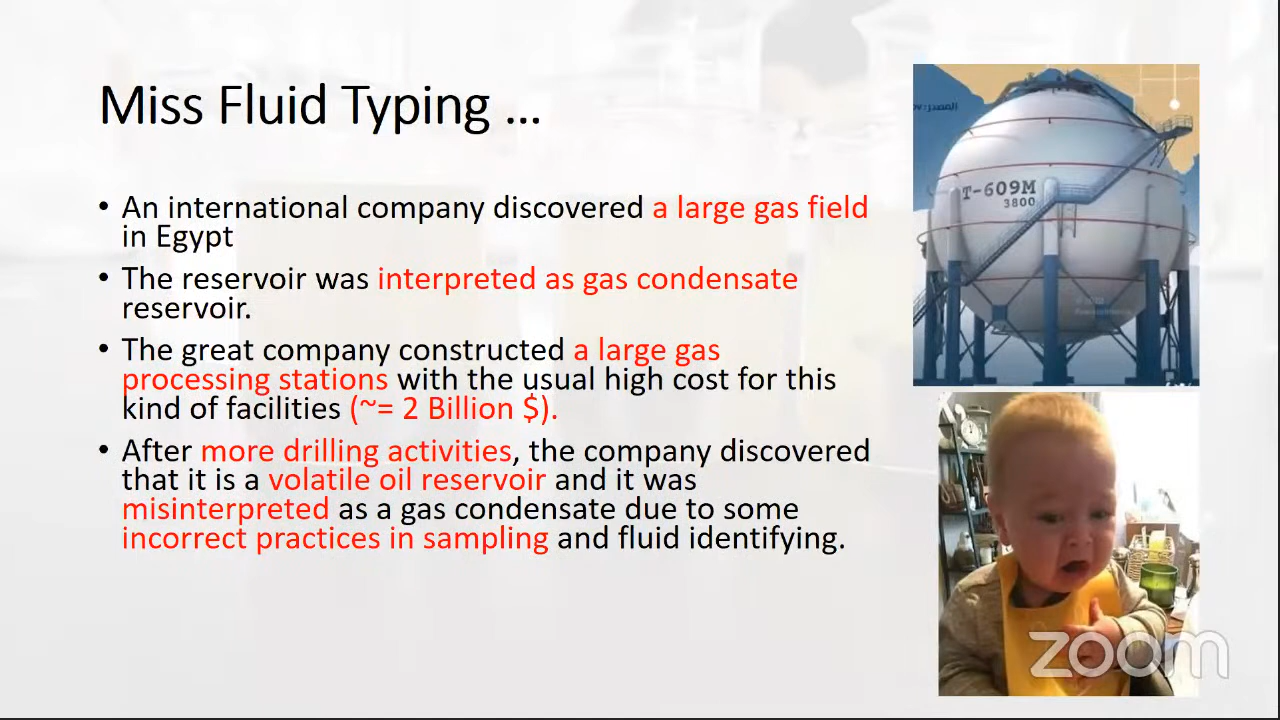 Miss Fluid Typing ...
• An international company discovered a large gas field
in Egypt
• The reservoir was interpreted as gas condensate
reservoir.
• The great company constructed a large gas
processing stations with the usual high cost for this
kind of facilities (~= 2 Billion $).
• After more drilling activities, the company discovered
that it is a volatile oil reservoir and it was
misinterpreted as a gas condensate due to some
incorrect practices in sampling and fluid identifying.
المصدر
T-609M
3800
zoom